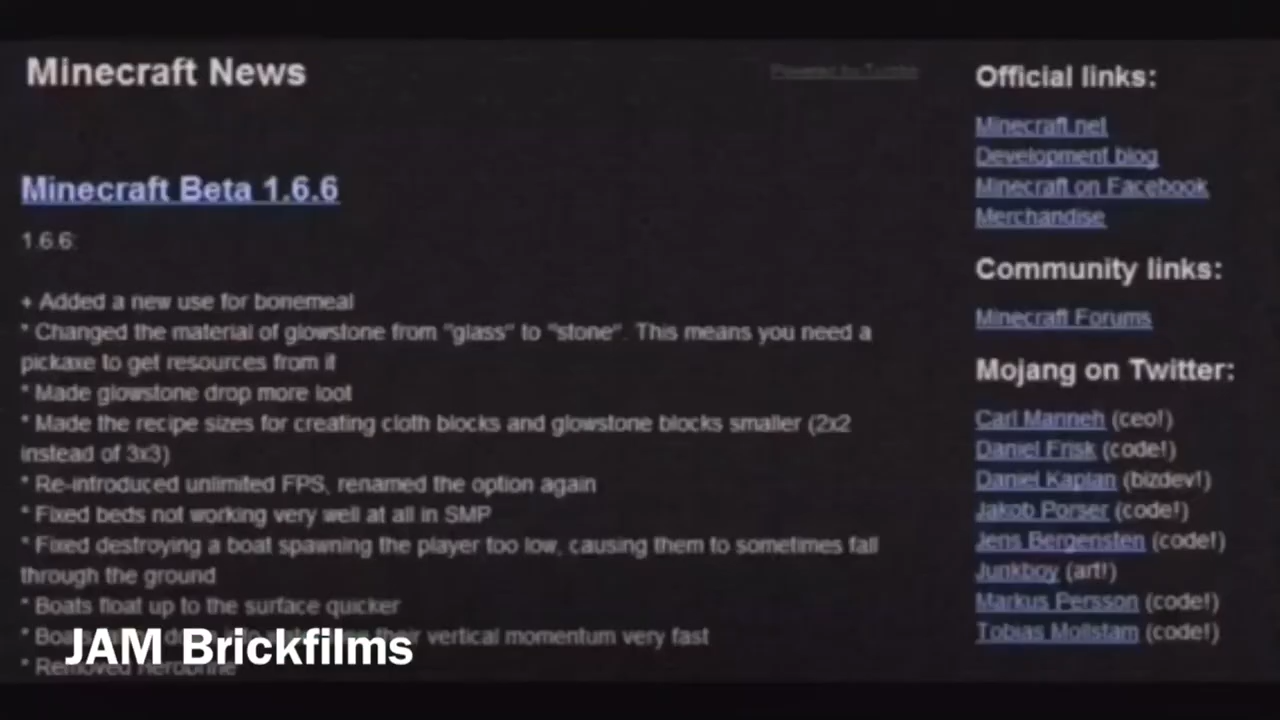 Minecraft News
Powered by Tumblr
Minecraft Beta 1.6.6
1.6.6:
+ Added a new use for bonemeal
* Changed the material of glowstone from "glass" to "stone". This means you need a
pickaxe to get resources from it
* Made glowstone drop more loot
* Made the recipe sizes for creating cloth blocks and glowstone blocks smaller (2x2
instead of 3x3)
* Re-introduced unlimited FPS, renamed the option again
* Fixed beds not working very well at all in SMP
* Fixed destroying a boat spawning the player too low, causing them to sometimes fall
through the ground
* Boats float up to the surface quicker
* Boats their vertical momentum very fast
* Removed Herobrine
JAM Brickfilms
Official links:
Minecraft.net
Development blog
Minecraft on Facebook
Merchandise
Community links:
Minecraft Forums
Mojang on Twitter:
Carl Manneh (ceo!)
Daniel Frisk (code!)
Daniel Kaplan (bizdev!)
Jakob Porser (code!)
Jens Bergensten (code!)
Junkboy (art!)
Markus Persson (code!)
Tobias Mollstam (code!)